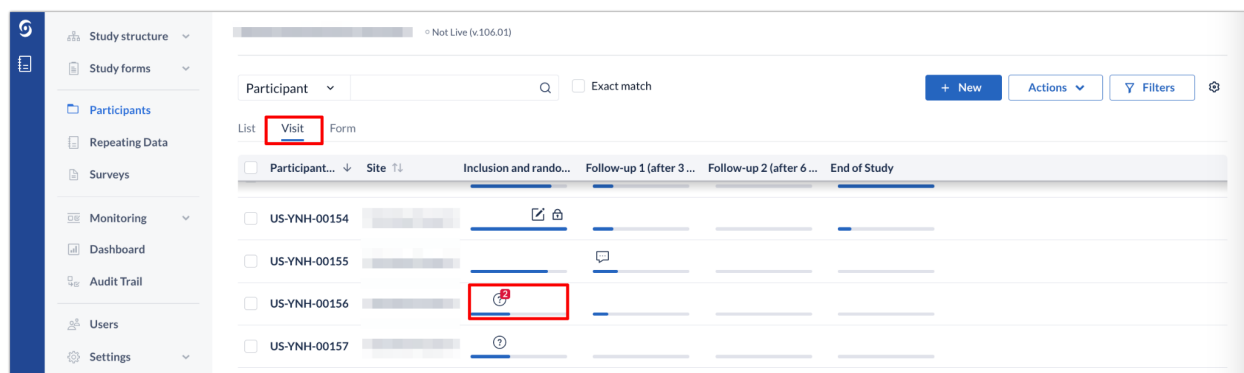 Not Live (v.106.01)
Study structure
Study forms
Participants
Repeating Data
Surveys
Monitoring
Dashboard
Audit Trail
Users
Settings
Participant
Exact match
+ New
Actions
Filters
List Visit Form
Participant... Site Inclusion and rando... Follow-up 1 (after 3 ... Follow-up 2 (after 6 ... End of Study
US-YNH-00154
US-YNH-00155
US-YNH-00156 ? 2
US-YNH-00157 ?